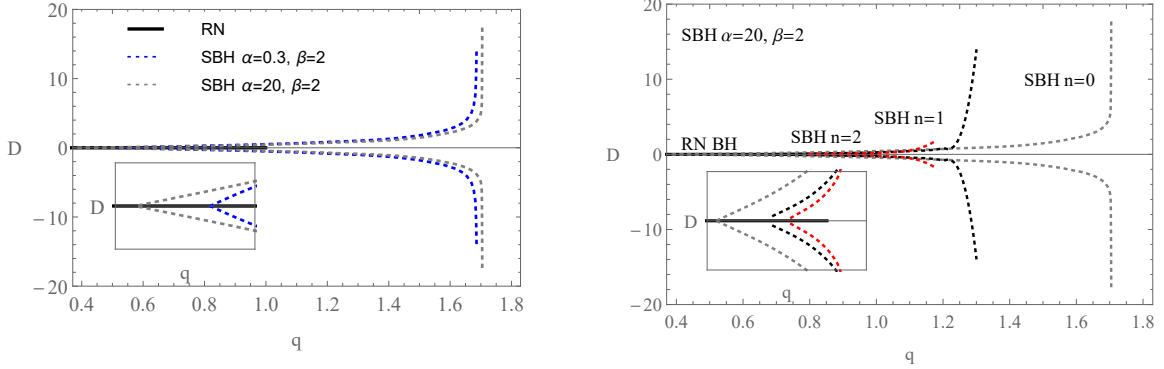 20
10
D 0
−10
−20
RN
SBH α=0.3, β=2
SBH α=20, β=2
D
q
0.4 0.6 0.8 1.0 1.2 1.4 1.6 1.8
q
20
10
D 0
−10
−20
SBH α=20, β=2
SBH n=0
SBH n=1
SBH n=2
RN BH
D
q
0.4 0.6 0.8 1.0 1.2 1.4 1.6 1.8
q